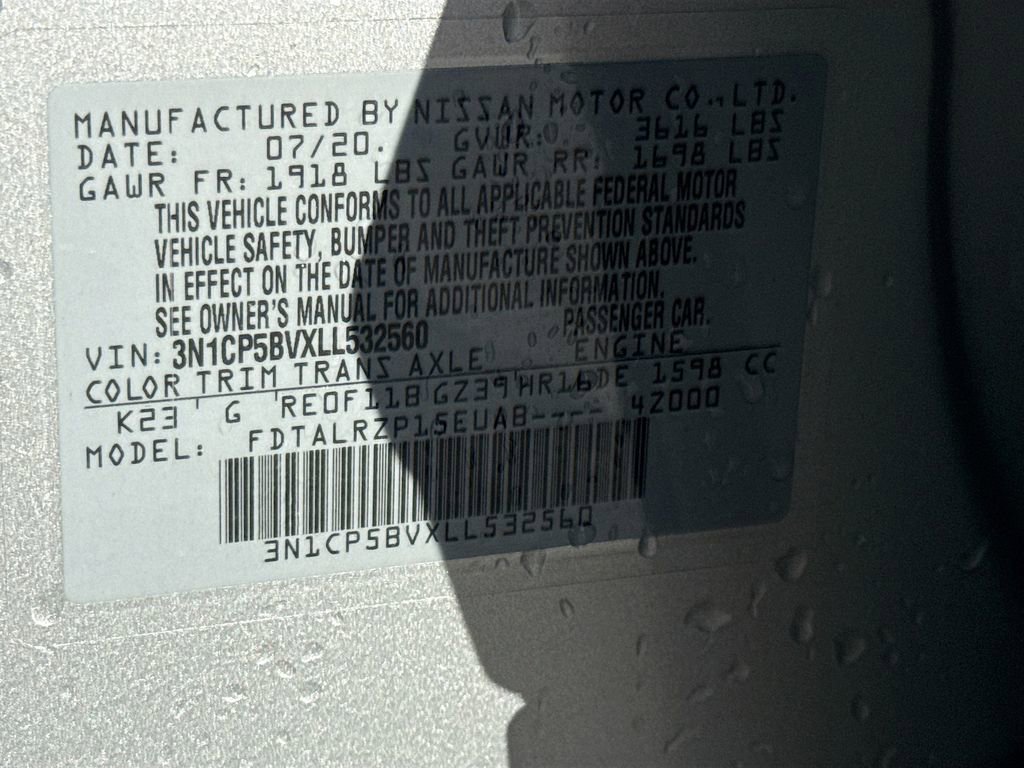 MANUFACTURED BY NISSAN MOTOR CO., LTD.
DATE: 07/20. GVWR: 3616 LBS
GAWR FR: 1918 LBS GAWR RR: 1698 LBS
THIS VEHICLE CONFORMS TO ALL APPLICABLE FEDERAL MOTOR
VEHICLE SAFETY, BUMPER AND THEFT PREVENTION STANDARDS
IN EFFECT ON THE DATE OF MANUFACTURE SHOWN ABOVE.
SEE OWNER'S MANUAL FOR ADDITIONAL INFORMATION.
VIN: 3N1CP5BVXLL532560 PASSENGER CAR.
COLOR TRIM TRANS AXLE ENGINE
K23 ' G ' RE0F11B GZ39 ' HR16DE 1598 CC
MODEL: FDTALRZP15EUAB---- 42000
3N1CP5BVXLL532560